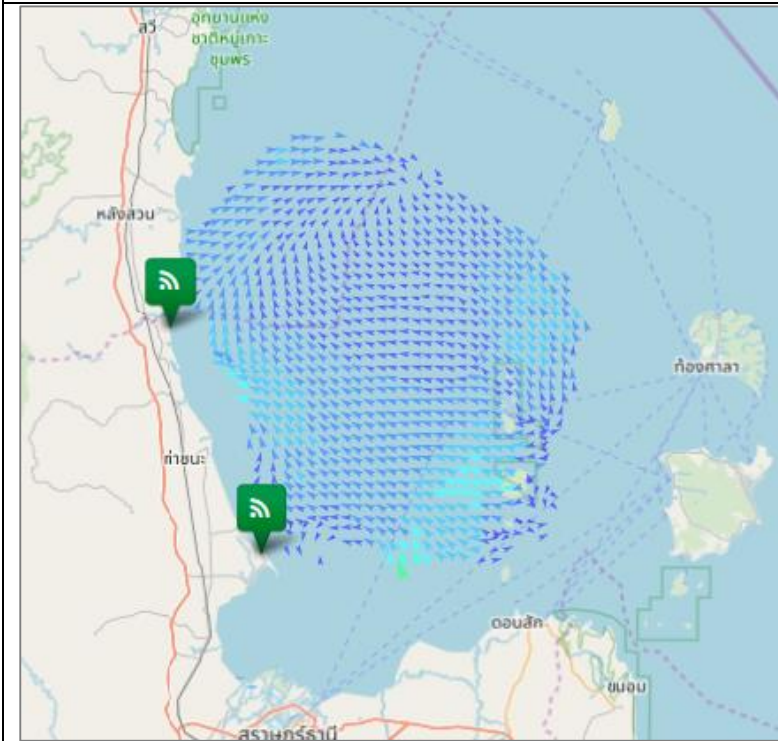 สวี
อุทยานแห่ง
ชาติหมู่เกาะ
ชุมพร
หลังสวน
ท้องศาลา
ท่าชนะ
ดอนสัก
ขนอม
สุราษฎร์ธานี